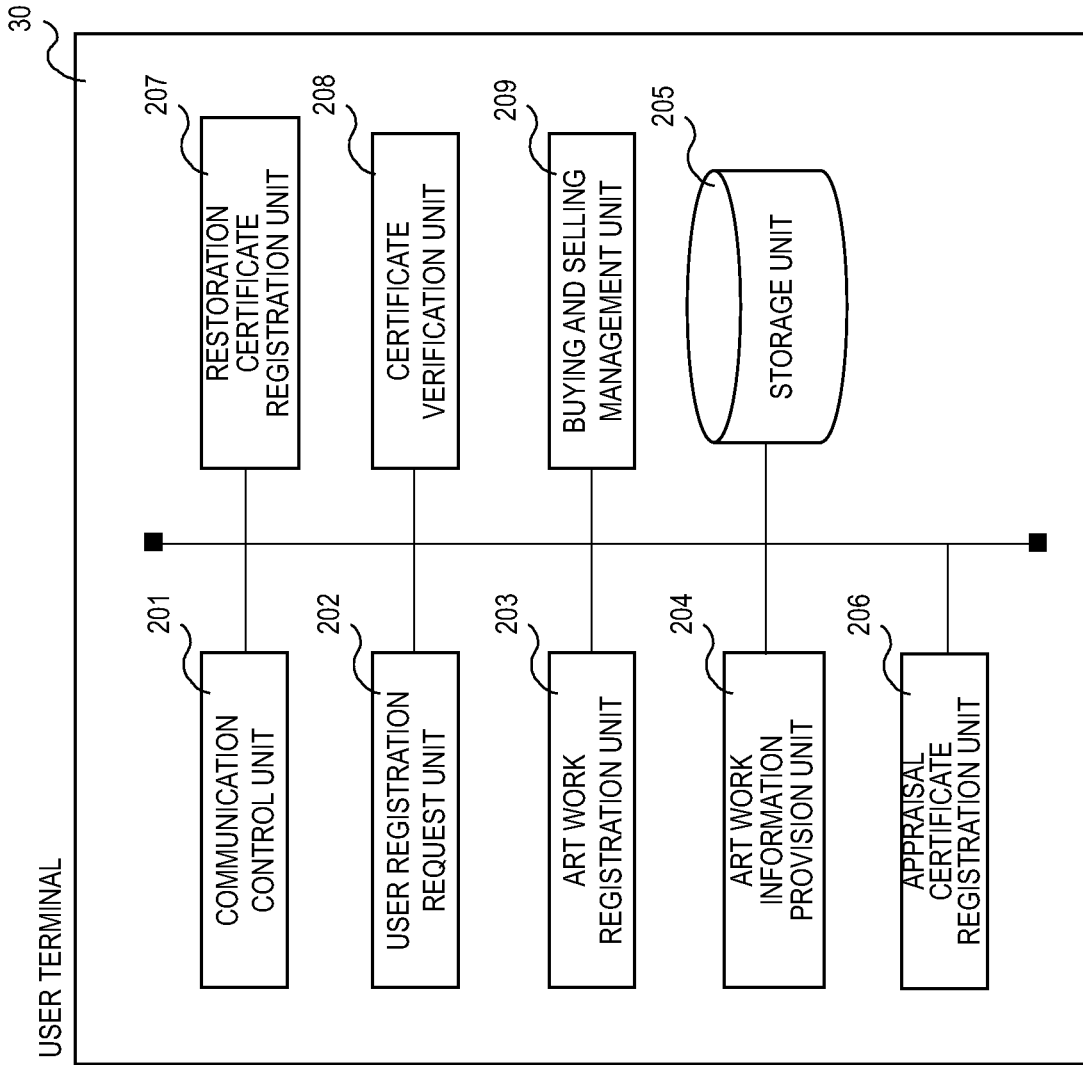 USER TERMINAL
30
201
COMMUNICATION
CONTROL UNIT
202
USER REGISTRATION
REQUEST UNIT
203
ART WORK
REGISTRATION UNIT
204
ART WORK
INFORMATION
PROVISION UNIT
206
APPRAISAL
CERTIFICATE
REGISTRATION UNIT
207
RESTORATION
CERTIFICATE
REGISTRATION UNIT
208
CERTIFICATE
VERIFICATION UNIT
209
BUYING AND SELLING
MANAGEMENT UNIT
205
STORAGE UNIT